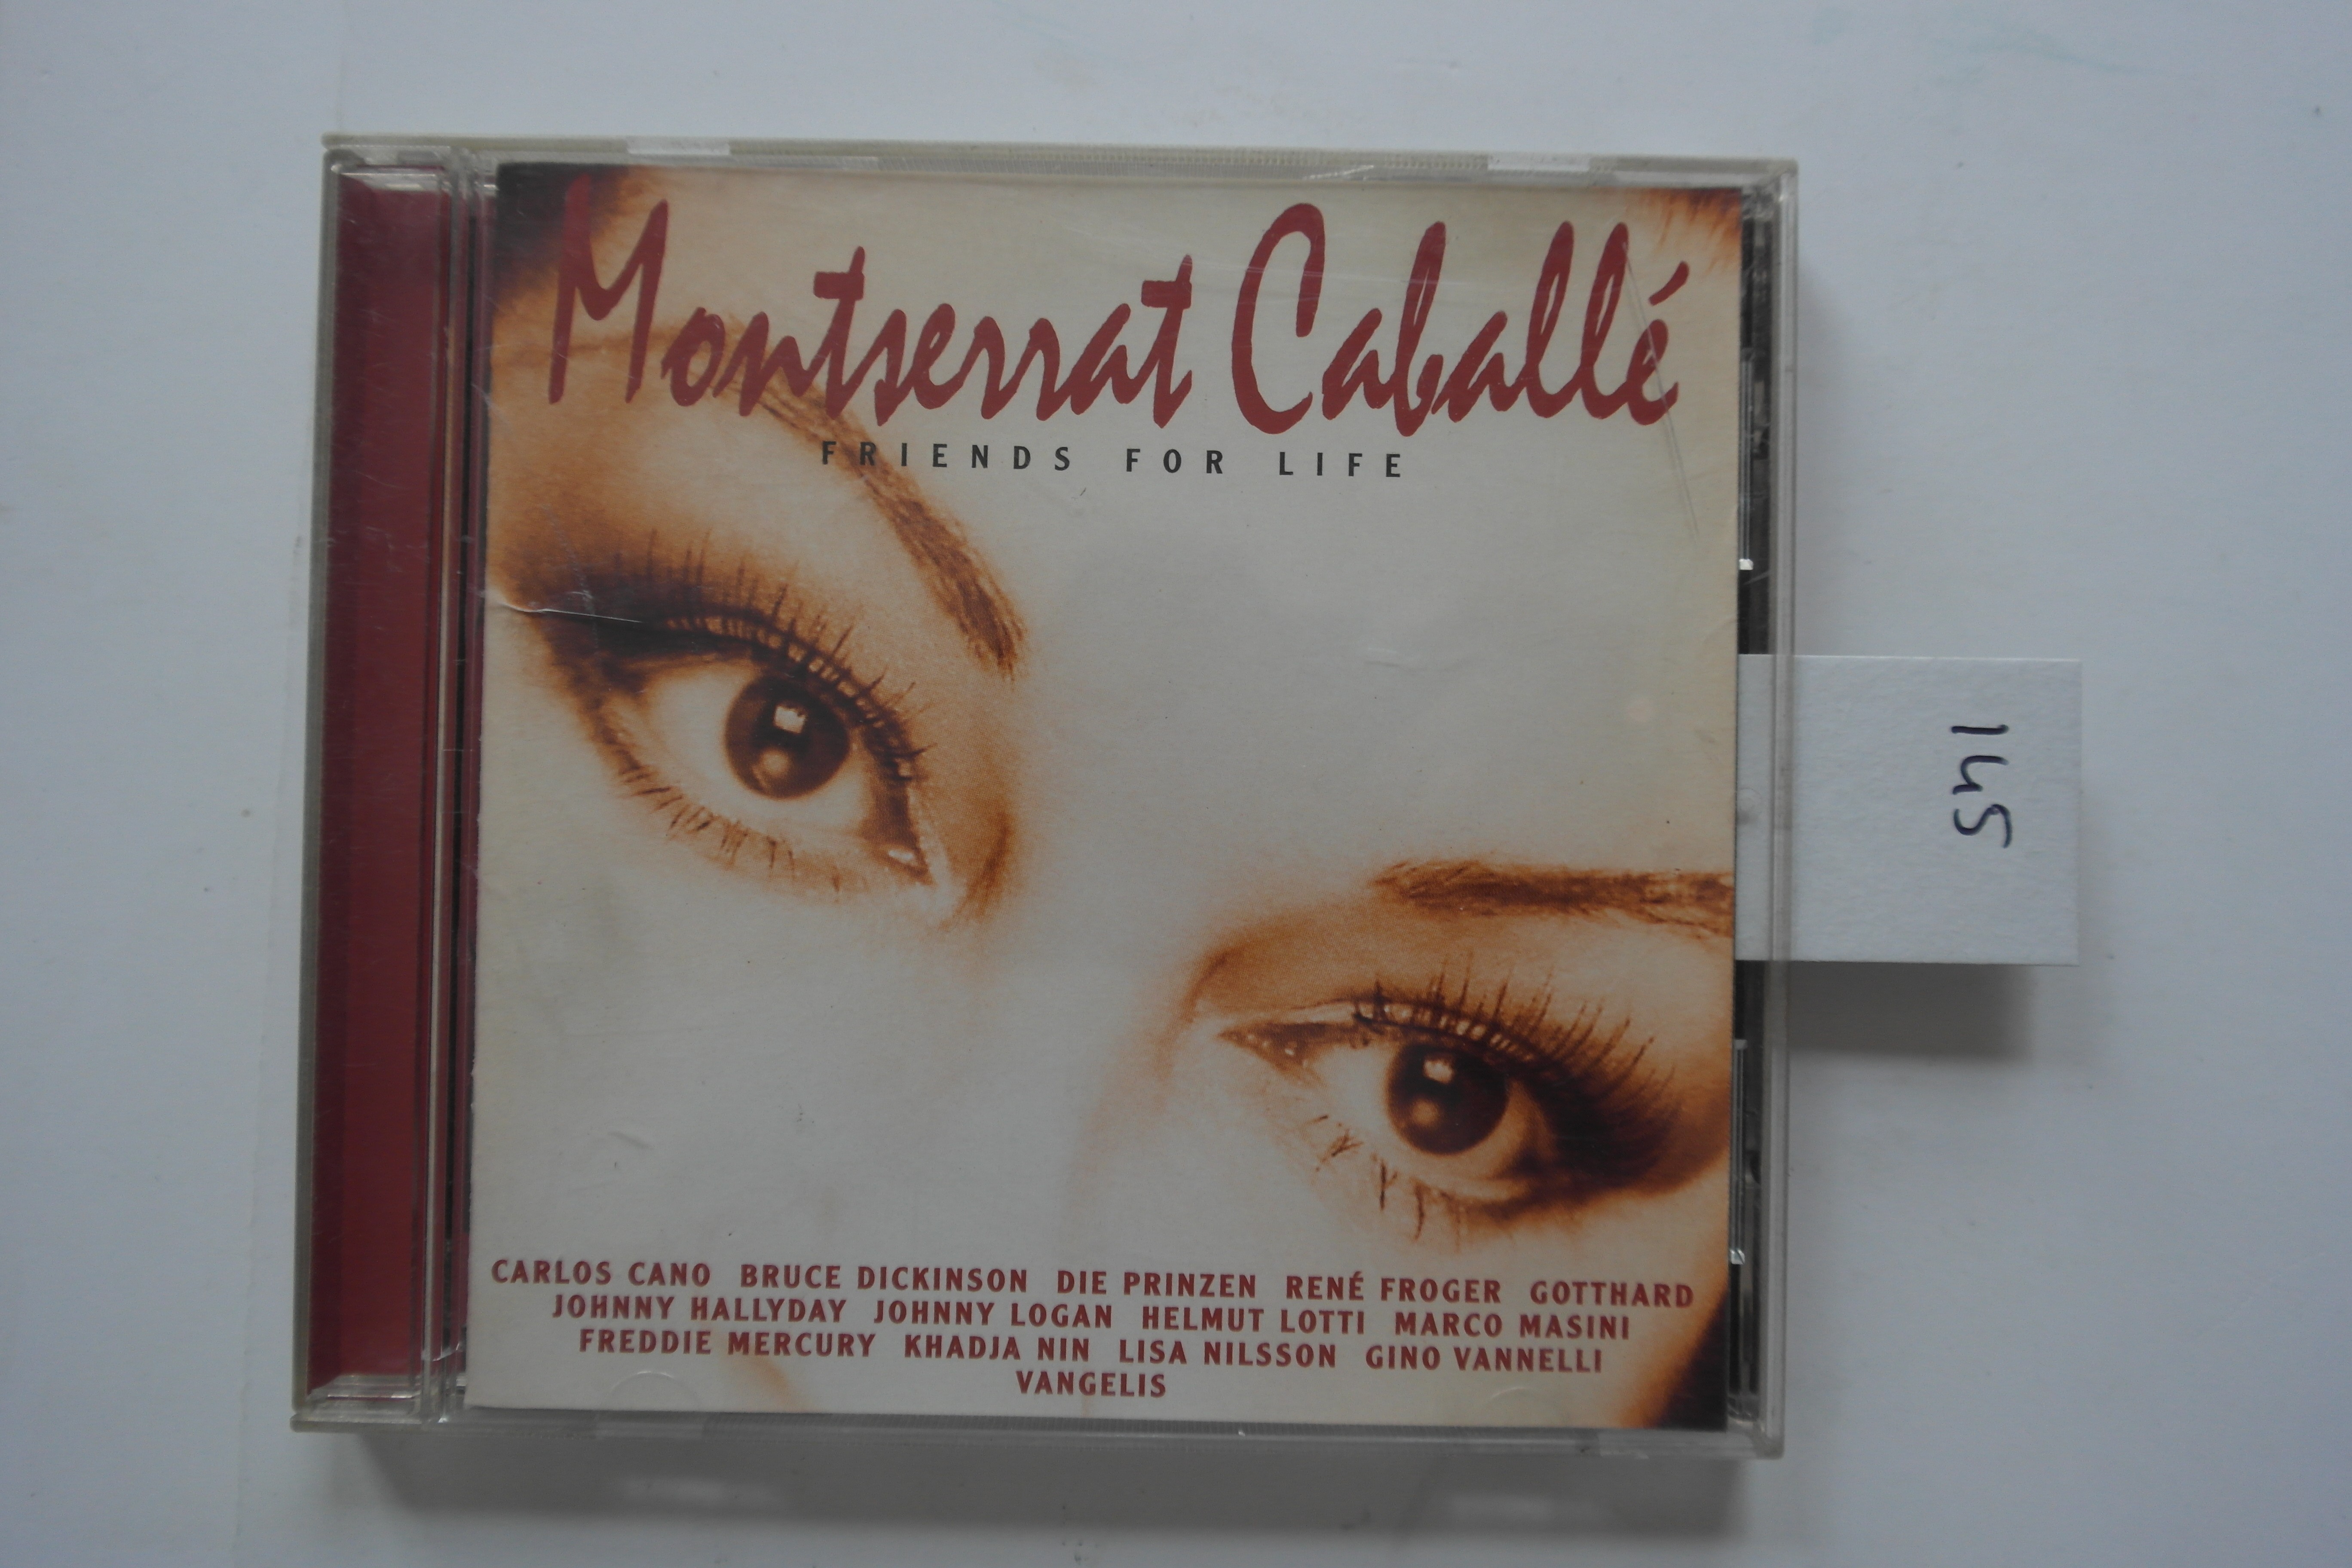 Montserrat Caballé
FRIENDS FOR LIFE
CARLOS CANO BRUCE DICKINSON DIE PRINZEN RENÉ FROGER GOTTHARD
JOHNNY HALLYDAY JOHNNY LOGAN HELMUT LOTTI MARCO MASINI
FREDDIE MERCURY KHADJA NIN LISA NILSSON GINO VANNELLI
VANGELIS
145